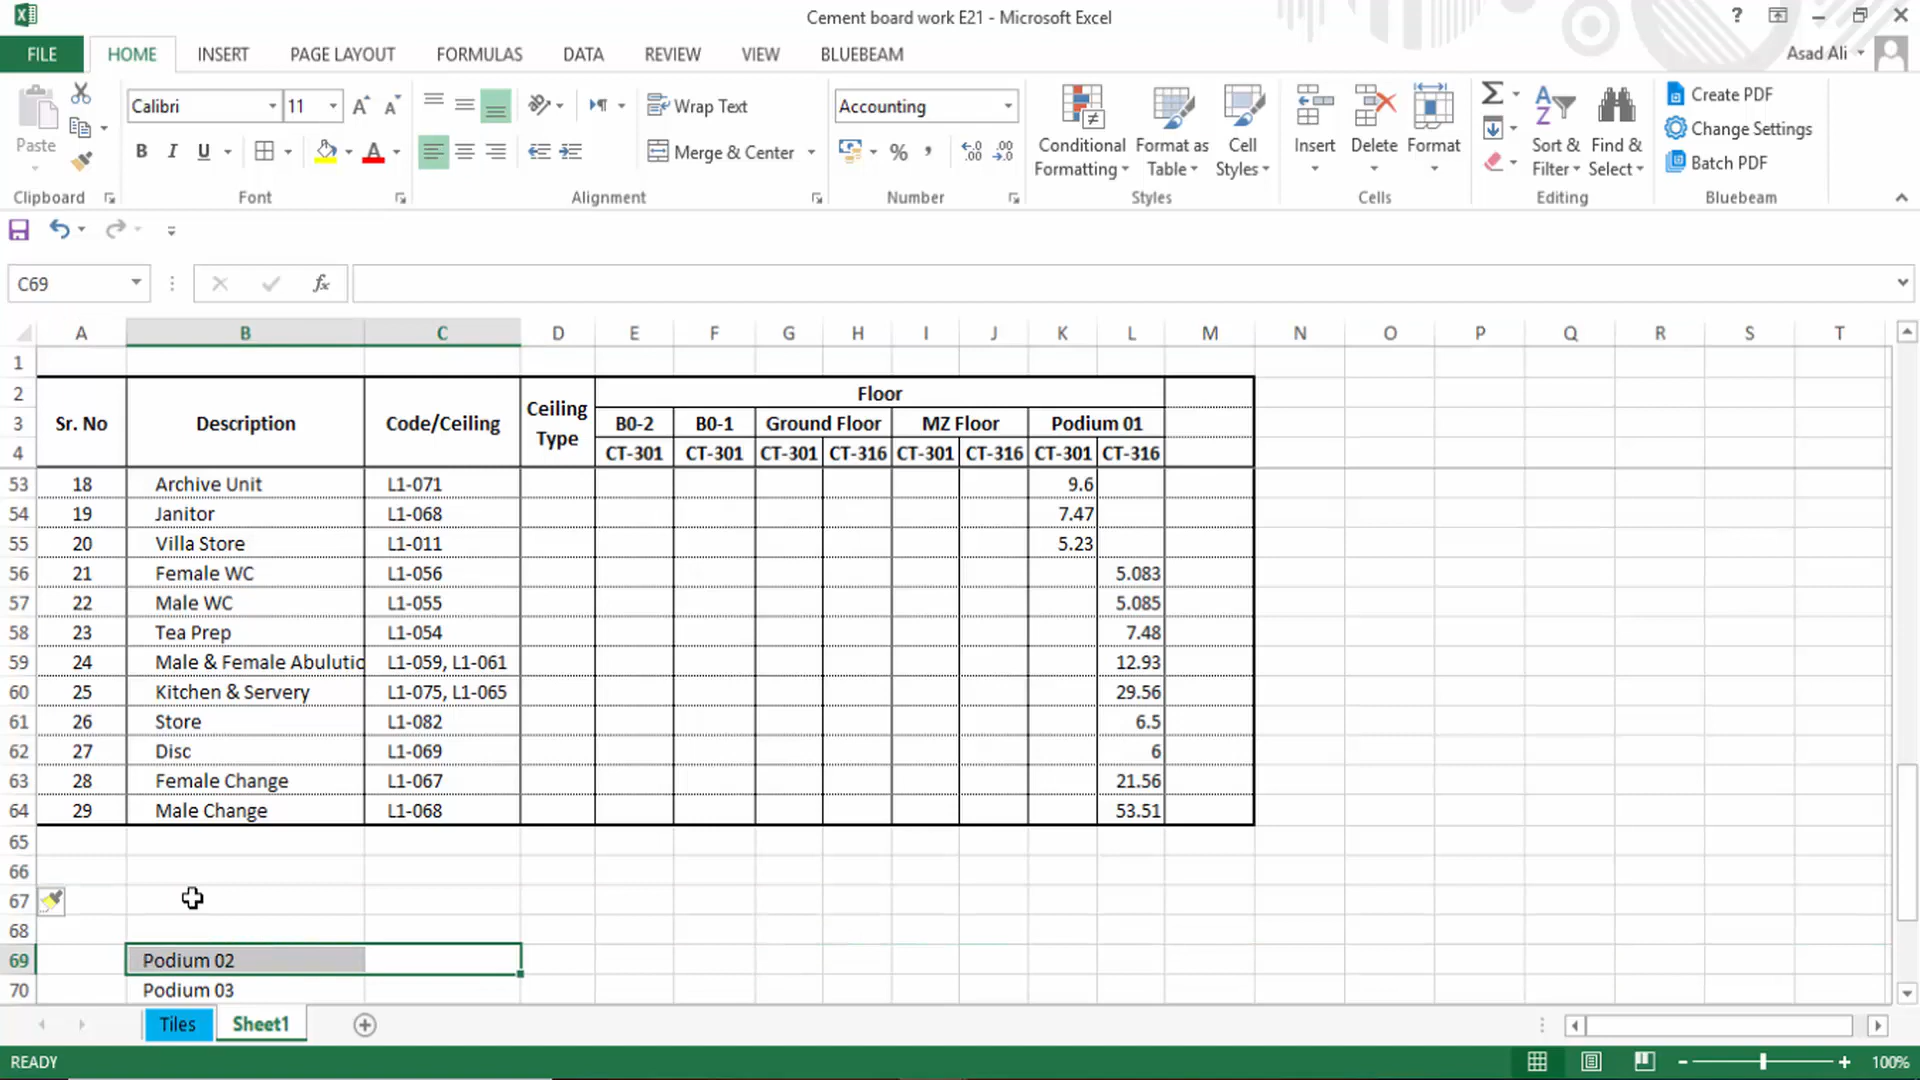 Cement board work E21 - Microsoft Excel
?
FILE HOME INSERT PAGE LAYOUT FORMULAS DATA REVIEW VIEW BLUEBEAM Asad Ali
Paste
Calibri 11
B I U
Wrap Text
Merge & Center
Accounting
%
Conditional Formatting
Format as Table
Cell Styles
Insert
Delete
Format
Sort & Filter
Find & Select
Create PDF
Change Settings
Batch PDF
Clipboard Font Alignment Number Styles Cells Editing Bluebeam
C69 fx
A B C D E F G H I J K L M N O P Q R S T
1
2 Floor
3 Sr. No Description Code/Ceiling Ceiling Type B0-2 B0-1 Ground Floor MZ Floor Podium 01
4 CT-301 CT-301 CT-301 CT-316 CT-301 CT-316 CT-301 CT-316
53 18 Archive Unit L1-071 9.6
54 19 Janitor L1-068 7.47
55 20 Villa Store L1-011 5.23
56 21 Female WC L1-056 5.083
57 22 Male WC L1-055 5.085
58 23 Tea Prep L1-054 7.48
59 24 Male & Female Abulutio L1-059, L1-061 12.93
60 25 Kitchen & Servery L1-075, L1-065 29.56
61 26 Store L1-082 6.5
62 27 Disc L1-069 6
63 28 Female Change L1-067 21.56
64 29 Male Change L1-068 53.51
65
66
67
68
69 Podium 02
70 Podium 03
Tiles Sheet1
READY 100%